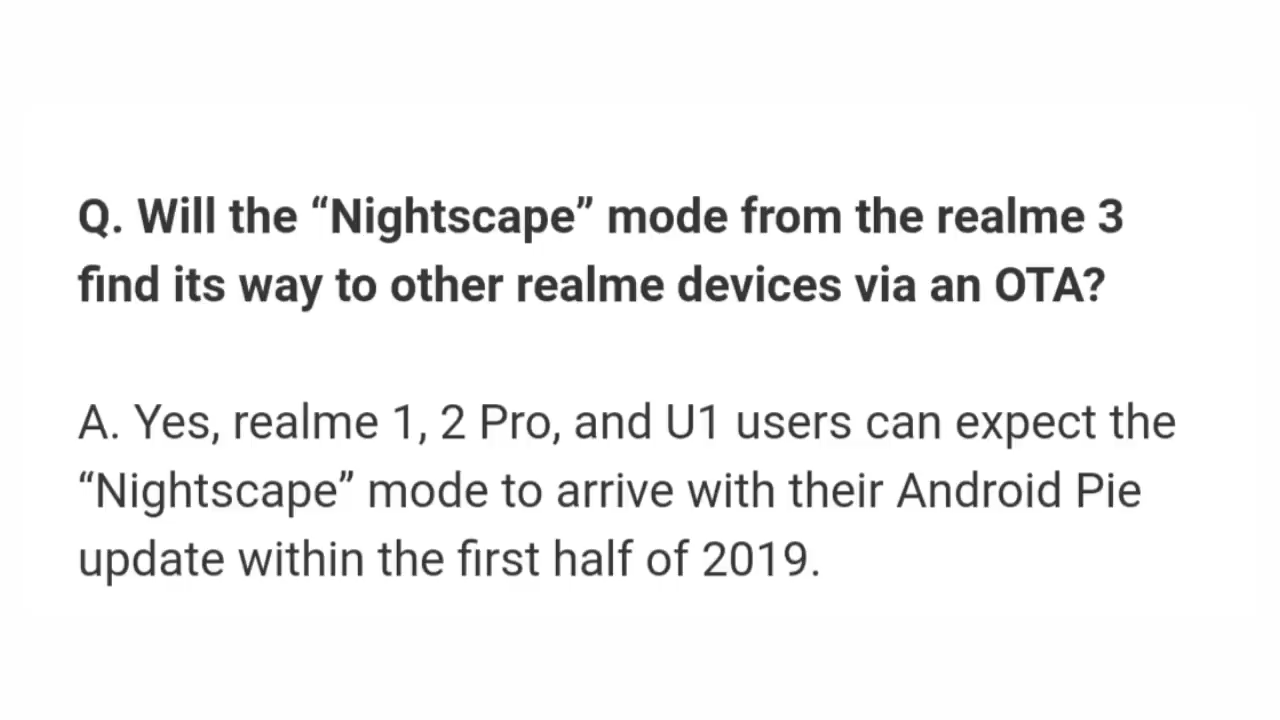 Q. Will the “Nightscape” mode from the realme 3
find its way to other realme devices via an OTA?
A. Yes, realme 1, 2 Pro, and U1 users can expect the
“Nightscape” mode to arrive with their Android Pie
update within the first half of 2019.